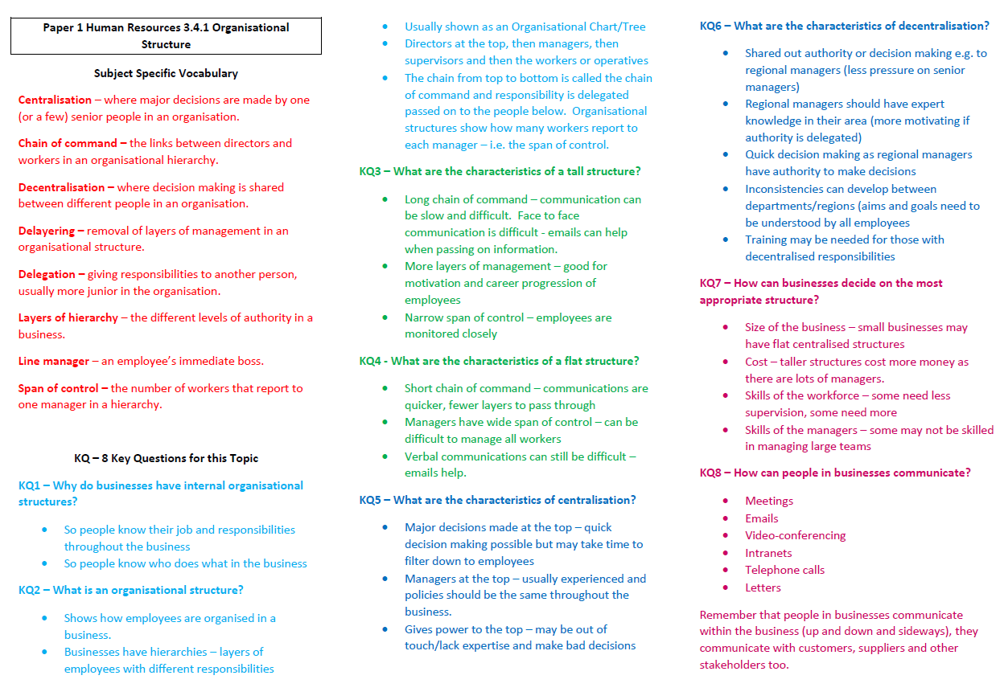 Paper 1 Human Resources 3.4.1 Organisational
Structure
Subject Specific Vocabulary
Centralisation – where major decisions are made by one
(or a few) senior people in an organisation.
Chain of command – the links between directors and
workers in an organisational hierarchy.
Decentralisation – where decision making is shared
between different people in an organisation.
Delayering – removal of layers of management in an
organisational structure.
Delegation – giving responsibilities to another person,
usually more junior in the organisation.
Layers of hierarchy – the different levels of authority in a
business.
Line manager – an employee's immediate boss.
Span of control – the number of workers that report to
one manager in a hierarchy.
KQ – 8 Key Questions for this Topic
KQ1 – Why do businesses have internal organisational
structures?
• So people know their job and responsibilities
throughout the business
• So people know who does what in the business
KQ2 – What is an organisational structure?
• Shows how employees are organised in a
business.
• Businesses have hierarchies – layers of
employees with different responsibilities
• Usually shown as an Organisational Chart/Tree
• Directors at the top, then managers, then
supervisors and then the workers or operatives
• The chain from top to bottom is called the chain
of command and responsibility is delegated
passed on to the people below. Organisational
structures show how many workers report to
each manager – i.e. the span of control.
KQ3 – What are the characteristics of a tall structure?
• Long chain of command – communication can
be slow and difficult. Face to face
communication is difficult - emails can help
when passing on information.
• More layers of management – good for
motivation and career progression of
employees
• Narrow span of control – employees are
monitored closely
KQ4 - What are the characteristics of a flat structure?
• Short chain of command – communications are
quicker, fewer layers to pass through
• Managers have wide span of control – can be
difficult to manage all workers
• Verbal communications can still be difficult –
emails help.
KQ5 – What are the characteristics of centralisation?
• Major decisions made at the top – quick
decision making possible but may take time to
filter down to employees
• Managers at the top – usually experienced and
policies should be the same throughout the
business.
• Gives power to the top – may be out of
touch/lack expertise and make bad decisions
KQ6 – What are the characteristics of decentralisation?
• Shared out authority or decision making e.g. to
regional managers (less pressure on senior
managers)
• Regional managers should have expert
knowledge in their area (more motivating if
authority is delegated)
• Quick decision making as regional managers
have authority to make decisions
• Inconsistencies can develop between
departments/regions (aims and goals need to
be understood by all employees
• Training may be needed for those with
decentralised responsibilities
KQ7 – How can businesses decide on the most
appropriate structure?
• Size of the business – small businesses may
have flat centralised structures
• Cost – taller structures cost more money as
there are lots of managers.
• Skills of the workforce – some need less
supervision, some need more
• Skills of the managers – some may not be skilled
in managing large teams
KQ8 – How can people in businesses communicate?
• Meetings
• Emails
• Video-conferencing
• Intranets
• Telephone calls
• Letters
Remember that people in businesses communicate
within the business (up and down and sideways), they
communicate with customers, suppliers and other
stakeholders too.